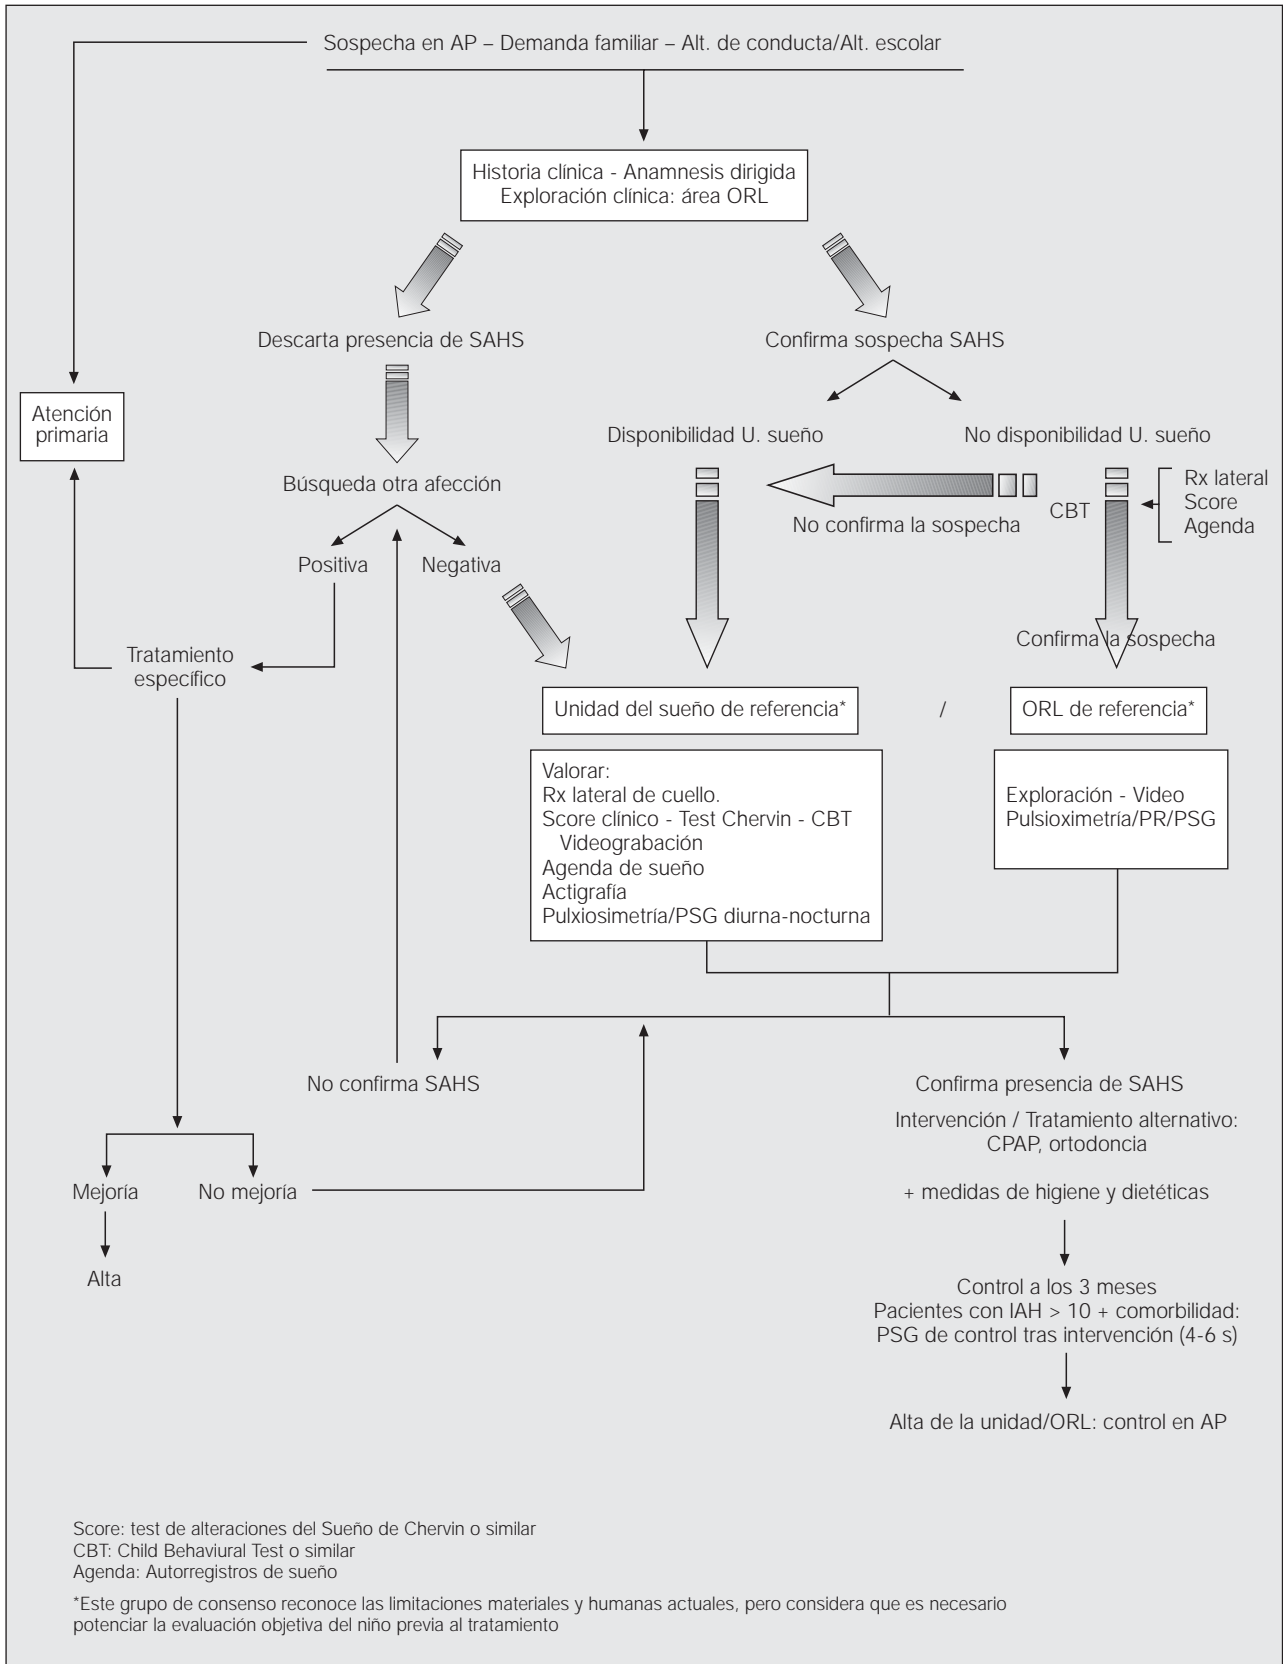 Sospecha en AP – Demanda familiar – Alt. de conducta/Alt. escolar
Historia clínica - Anamnesis dirigida
Exploración clínica: área ORL
Descarta presencia de SAHS
Confirma sospecha SAHS
Atención
primaria
Disponibilidad U. sueño
No disponibilidad U. sueño
Búsqueda otra afección
No confirma la sospecha
CBT
Rx lateral
Score
Agenda
Positiva
Negativa
Confirma la sospecha
Tratamiento
específico
Unidad del sueño de referencia*
/
ORL de referencia*
Valorar:
Rx lateral de cuello.
Score clínico - Test Chervin - CBT
Videograbación
Agenda de sueño
Actigrafía
Pulxiosimetría/PSG diurna-nocturna
Exploración - Video
Pulsioximetría/PR/PSG
No confirma SAHS
Confirma presencia de SAHS
Intervención / Tratamiento alternativo:
CPAP, ortodoncia
+ medidas de higiene y dietéticas
Mejoría
No mejoría
Alta
Control a los 3 meses
Pacientes con IAH > 10 + comorbilidad:
PSG de control tras intervención (4-6 s)
Alta de la unidad/ORL: control en AP
Score: test de alteraciones del Sueño de Chervin o similar
CBT: Child Behaviural Test o similar
Agenda: Autorregistros de sueño
*Este grupo de consenso reconoce las limitaciones materiales y humanas actuales, pero considera que es necesario
potenciar la evaluación objetiva del niño previa al tratamiento